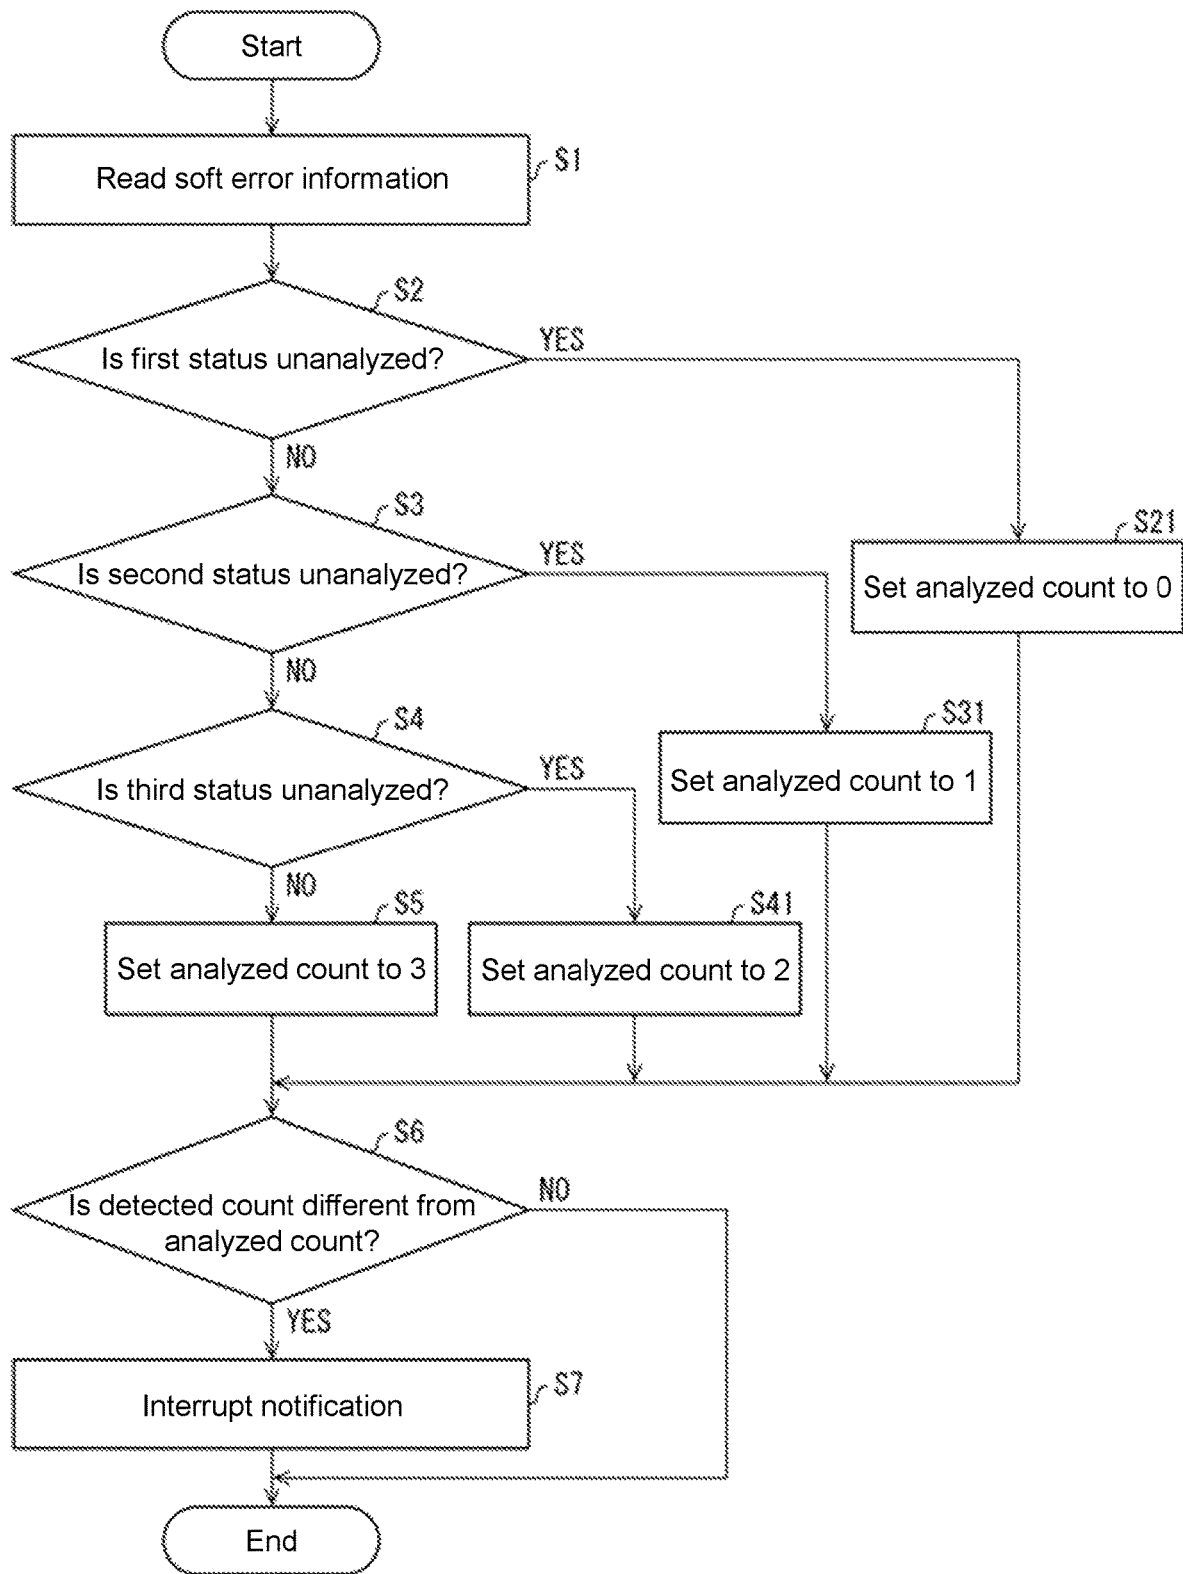 Start
S1
Read soft error information
S2
YES
Is first status unanalyzed?
NO
S3
YES
Is second status unanalyzed?
S21
Set analyzed count to 0
NO
S4
YES
Is third status unanalyzed?
S31
Set analyzed count to 1
NO
S5
Set analyzed count to 3
S41
Set analyzed count to 2
S6
NO
Is detected count different from
analyzed count?
YES
S7
Interrupt notification
End